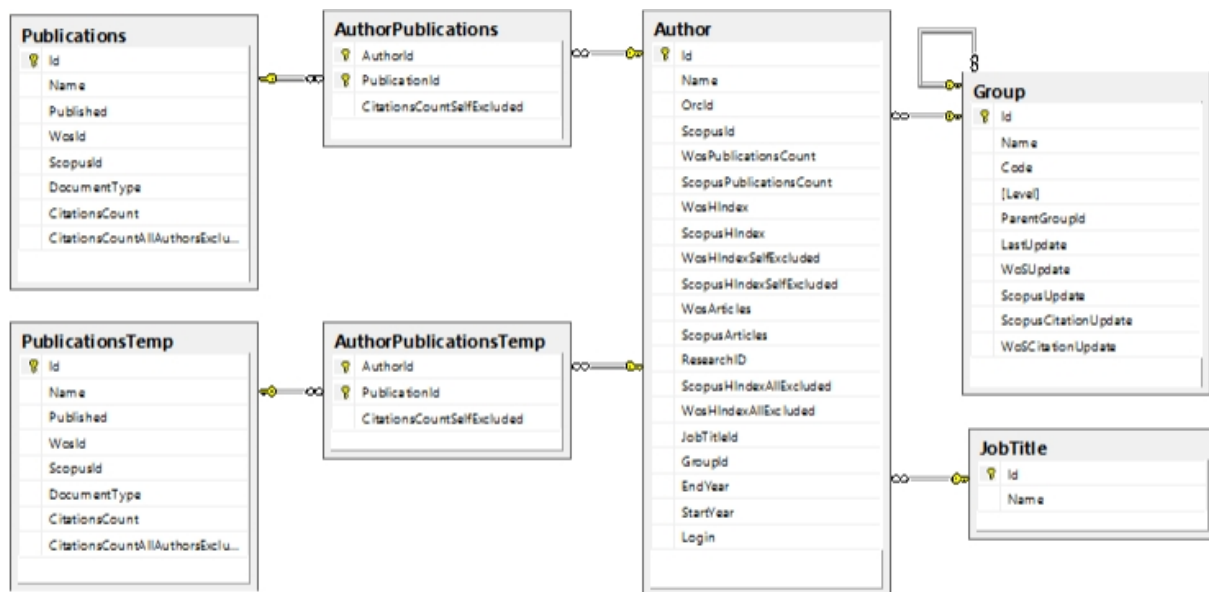 Publications
Id
Name
Published
WosId
ScopusId
DocumentType
CitationsCount
CitationsCountAllAuthorsExclu...
AuthorPublications
AuthorId
PublicationId
CitationsCountSelfExcluded
Author
Id
Name
OrcId
ScopusId
WosPublicationsCount
ScopusPublicationsCount
WosHIndex
ScopusHIndex
WosHIndexSelfExcluded
ScopusHIndexSelfExcluded
WosArticles
ScopusArticles
ResearchID
ScopusHIndexAllExcluded
WosHIndexAllExcluded
JobTitleId
GroupId
EndYear
StartYear
Login
Group
Id
Name
Code
[Level]
ParentGroupId
LastUpdate
WoSUpdate
ScopusUpdate
ScopusCitationUpdate
WoSCitationUpdate
PublicationsTemp
Id
Name
Published
WosId
ScopusId
DocumentType
CitationsCount
CitationsCountAllAuthorsExclu...
AuthorPublicationsTemp
AuthorId
PublicationId
CitationsCountSelfExcluded
JobTitle
Id
Name